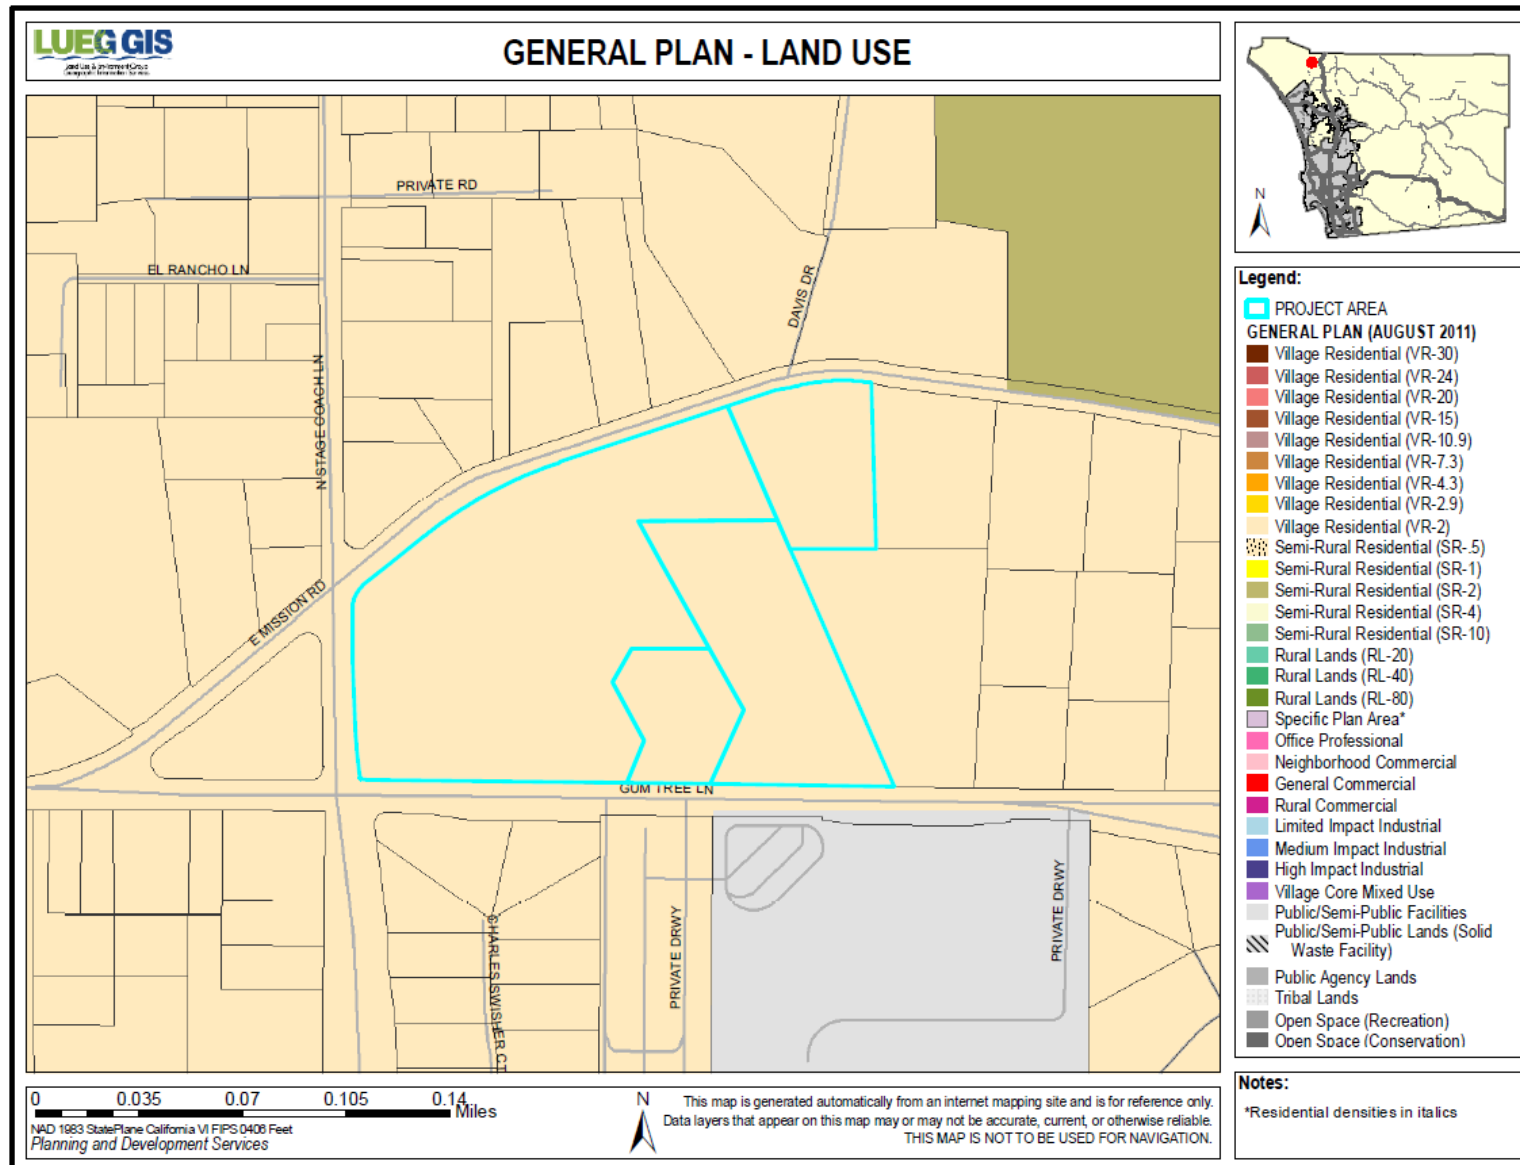 LUEG GIS
Land Use & Environment Group
Geographic Information Services
GENERAL PLAN - LAND USE
N
PRIVATE RD
EL RANCHO LN
DAVIS DR
N STAGE COACH LN
E MISSION RD
GUM TREE LN
CHARLES SWISHER CT
PRIVATE DRWY
PRIVATE DRWY
Legend:
PROJECT AREA
GENERAL PLAN (AUGUST 2011)
Village Residential (VR-30)
Village Residential (VR-24)
Village Residential (VR-20)
Village Residential (VR-15)
Village Residential (VR-10.9)
Village Residential (VR-7.3)
Village Residential (VR-4.3)
Village Residential (VR-2.9)
Village Residential (VR-2)
Semi-Rural Residential (SR-.5)
Semi-Rural Residential (SR-1)
Semi-Rural Residential (SR-2)
Semi-Rural Residential (SR-4)
Semi-Rural Residential (SR-10)
Rural Lands (RL-20)
Rural Lands (RL-40)
Rural Lands (RL-80)
Specific Plan Area*
Office Professional
Neighborhood Commercial
General Commercial
Rural Commercial
Limited Impact Industrial
Medium Impact Industrial
High Impact Industrial
Village Core Mixed Use
Public/Semi-Public Facilities
Public/Semi-Public Lands (Solid
Waste Facility)
Public Agency Lands
Tribal Lands
Open Space (Recreation)
Open Space (Conservation)
0 0.035 0.07 0.105 0.14
Miles
NAD 1983 StatePlane California VI FIPS 0406 Feet
Planning and Development Services
N
This map is generated automatically from an internet mapping site and is for reference only.
Data layers that appear on this map may or may not be accurate, current, or otherwise reliable.
THIS MAP IS NOT TO BE USED FOR NAVIGATION.
Notes:
*Residential densities in italics